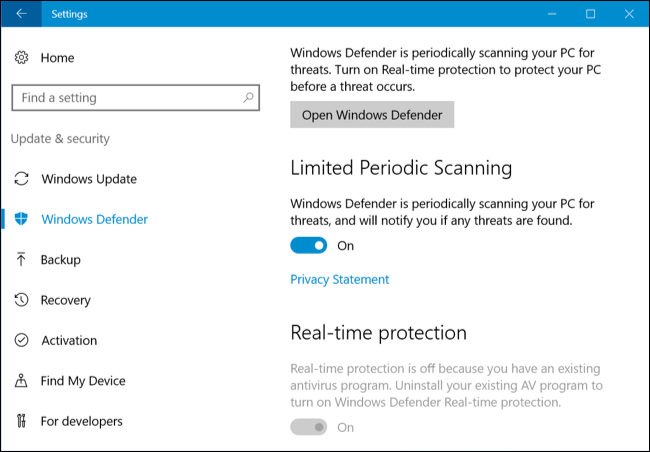 Settings
Home
Find a setting
Update & security
Windows Update
Windows Defender
Backup
Recovery
Activation
Find My Device
For developers
Windows Defender is periodically scanning your PC for
threats. Turn on Real-time protection to protect your PC
before a threat occurs.
Open Windows Defender
Limited Periodic Scanning
Windows Defender is periodically scanning your PC for
threats, and will notify you if any threats are found.
On
Privacy Statement
Real-time protection
Real-time protection is off because you have an existing
antivirus program. Uninstall your existing AV program to
turn on Windows Defender Real-time protection.
On